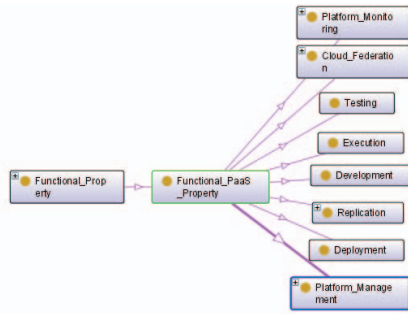 Platform_Monito
ring
Cloud_Federatio
n
Testing
Execution
Functional_Prop
erty
Functional_PaaS
_Property
Development
Replication
Deployment
Platform_Manage
ment